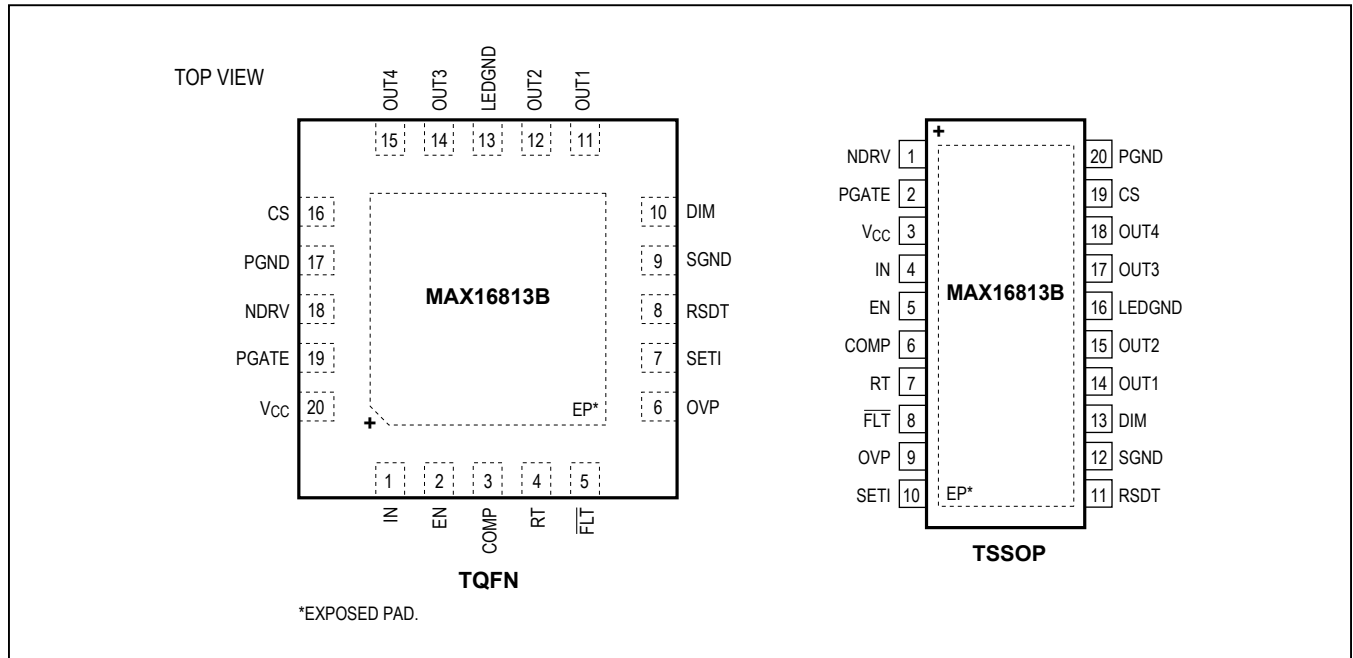 TOP VIEW
OUT4
OUT3
LEDGND
OUT2
OUT1
15
14
13
12
11
CS 16
PGND 17
NDRV 18
PGATE 19
VCC 20
MAX16813B
EP*
+
10 DIM
9 SGND
8 RSDT
7 SETI
6 OVP
1
2
3
4
5
IN
EN
COMP
RT
FLT
TQFN
*EXPOSED PAD.
+
NDRV 1
PGATE 2
VCC 3
IN 4
EN 5
COMP 6
RT 7
FLT 8
OVP 9
SETI 10
MAX16813B
EP*
20 PGND
19 CS
18 OUT4
17 OUT3
16 LEDGND
15 OUT2
14 OUT1
13 DIM
12 SGND
11 RSDT
TSSOP